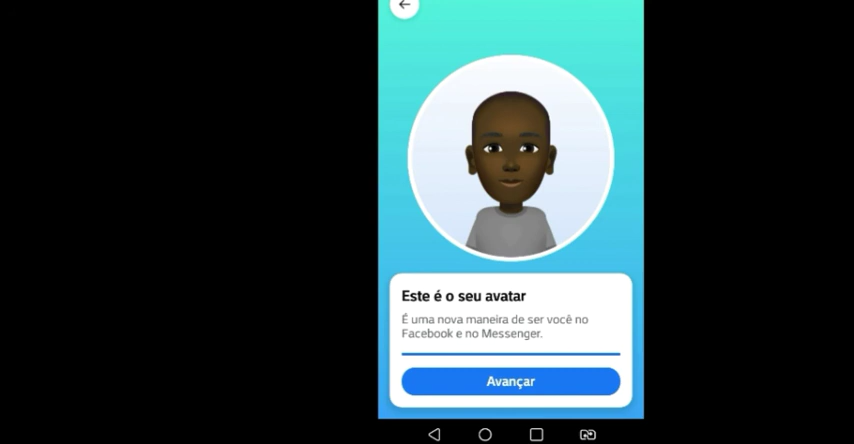 Este é o seu avatar
É uma nova maneira de ser você no
Facebook e no Messenger.
Avançar